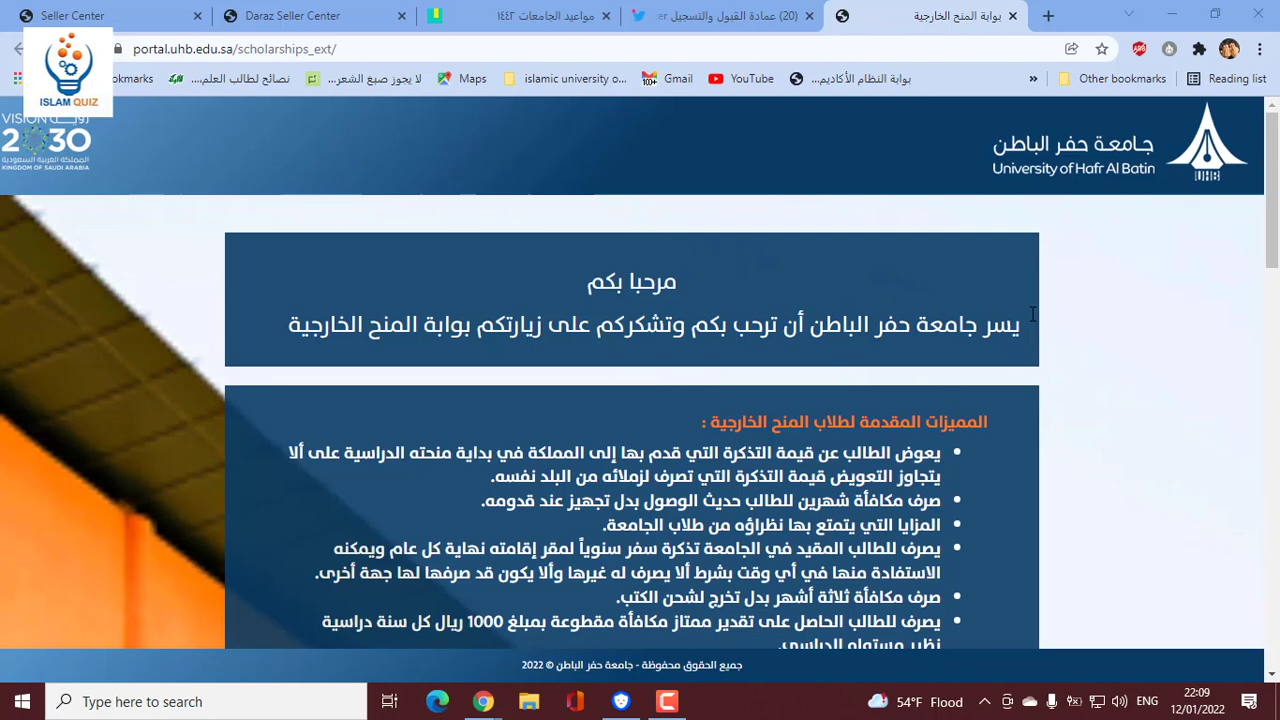 Seller Center
Daraz Seller Center
مواعيد الجامعات ١٤٤٢
(20) عمادة القبول والتسجيل
بوابة المنح الخارجية
portal.uhb.edu.sa/scholarships_ext/
نصائح لطالب العلم...
لا يجوز صبغ الشعر...
Maps
islamic university o...
Gmail
YouTube
بوابة النظام الأكاديم...
Other bookmarks
Reading list
ISLAM QUIZ
VISION رؤيـــة
2030
المملكة العربية السعودية
KINGDOM OF SAUDI ARABIA
جامعة حفر الباطن
University of Hafr Al Batin
UHB
مرحبا بكم
يسر جامعة حفر الباطن أن ترحب بكم وتشكركم على زيارتكم بوابة المنح الخارجية
المميزات المقدمة لطلاب المنح الخارجية :
يعوض الطالب عن قيمة التذكرة التي قدم بها إلى المملكة في بداية منحته الدراسية على ألا
يتجاوز التعويض قيمة التذكرة التي تصرف لزملائه من البلد نفسه.
صرف مكافأة شهرين للطالب حديث الوصول بدل تجهيز عند قدومه.
المزايا التي يتمتع بها نظراؤه من طلاب الجامعة.
يصرف للطالب المقيد في الجامعة تذكرة سفر سنوياً لمقر إقامته نهاية كل عام ويمكنه
الاستفادة منها في أي وقت بشرط ألا يصرف له غيرها وألا يكون قد صرفها لها جهة أخرى.
صرف مكافأة ثلاثة أشهر بدل تخرج لشحن الكتب.
يصرف للطالب الحاصل على تقدير ممتاز مكافأة مقطوعة بمبلغ 1000 ريال كل سنة دراسية
نظير مستواه الدراسي.
جميع الحقوق محفوظة - جامعة حفر الباطن © 2022
Type here to search
54°F Flood
ENG
22:09
12/01/2022